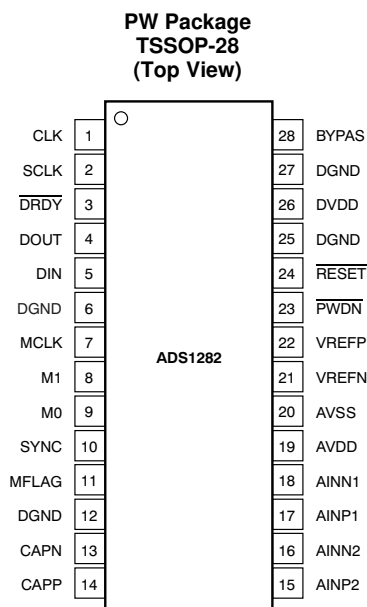 PW Package
TSSOP-28
(Top View)
CLK 1 28 BYPAS
SCLK 2 27 DGND
DRDY 3 26 DVDD
DOUT 4 25 DGND
DIN 5 24 RESET
DGND 6 23 PWDN
MCLK 7 22 VREFP
ADS1282
M1 8 21 VREFN
M0 9 20 AVSS
SYNC 10 19 AVDD
MFLAG 11 18 AINN1
DGND 12 17 AINP1
CAPN 13 16 AINN2
CAPP 14 15 AINP2